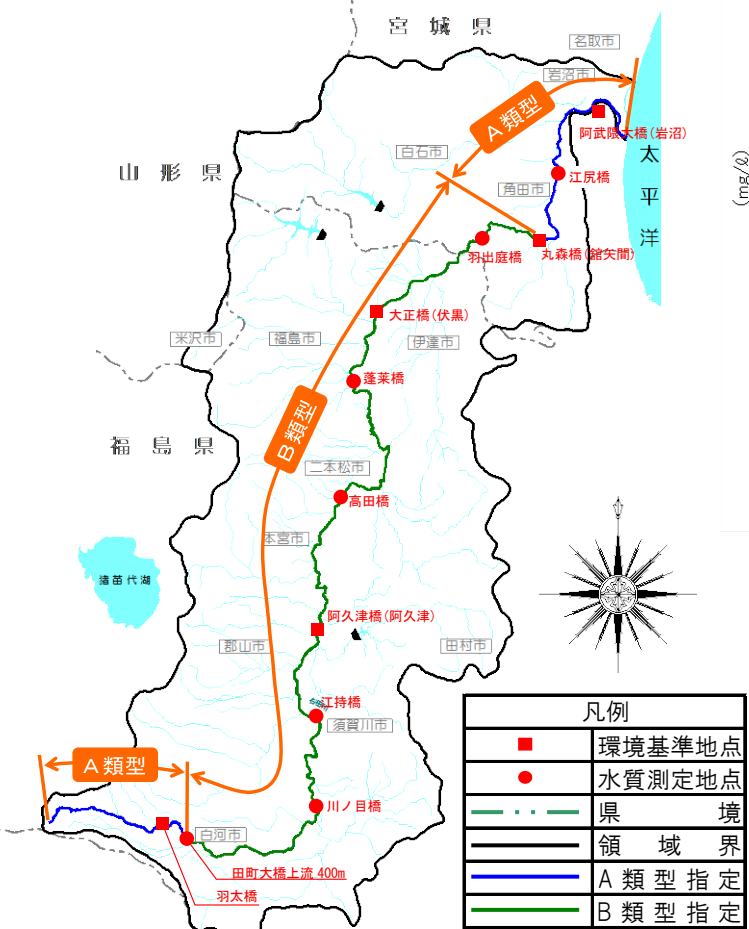 宮城県
名取市
岩沼市
A類型
阿武隈大橋(岩沼)
白石市
太平洋
(mg/ℓ)
山形県
江尻橋
角田市
羽出庭橋
丸森橋(舘矢間)
大正橋(伏黒)
米沢市
福島市
伊達市
蓬莱橋
B類型
福島県
二本松市
高田橋
本宮市
猪苗代湖
阿久津橋(阿久津)
郡山市
田村市
江持橋
須賀川市
A類型
川ノ目橋
白河市
田町大橋上流 400m
羽太橋
凡例
環境基準地点
水質測定地点
県境
領域界
A類型指定
B類型指定